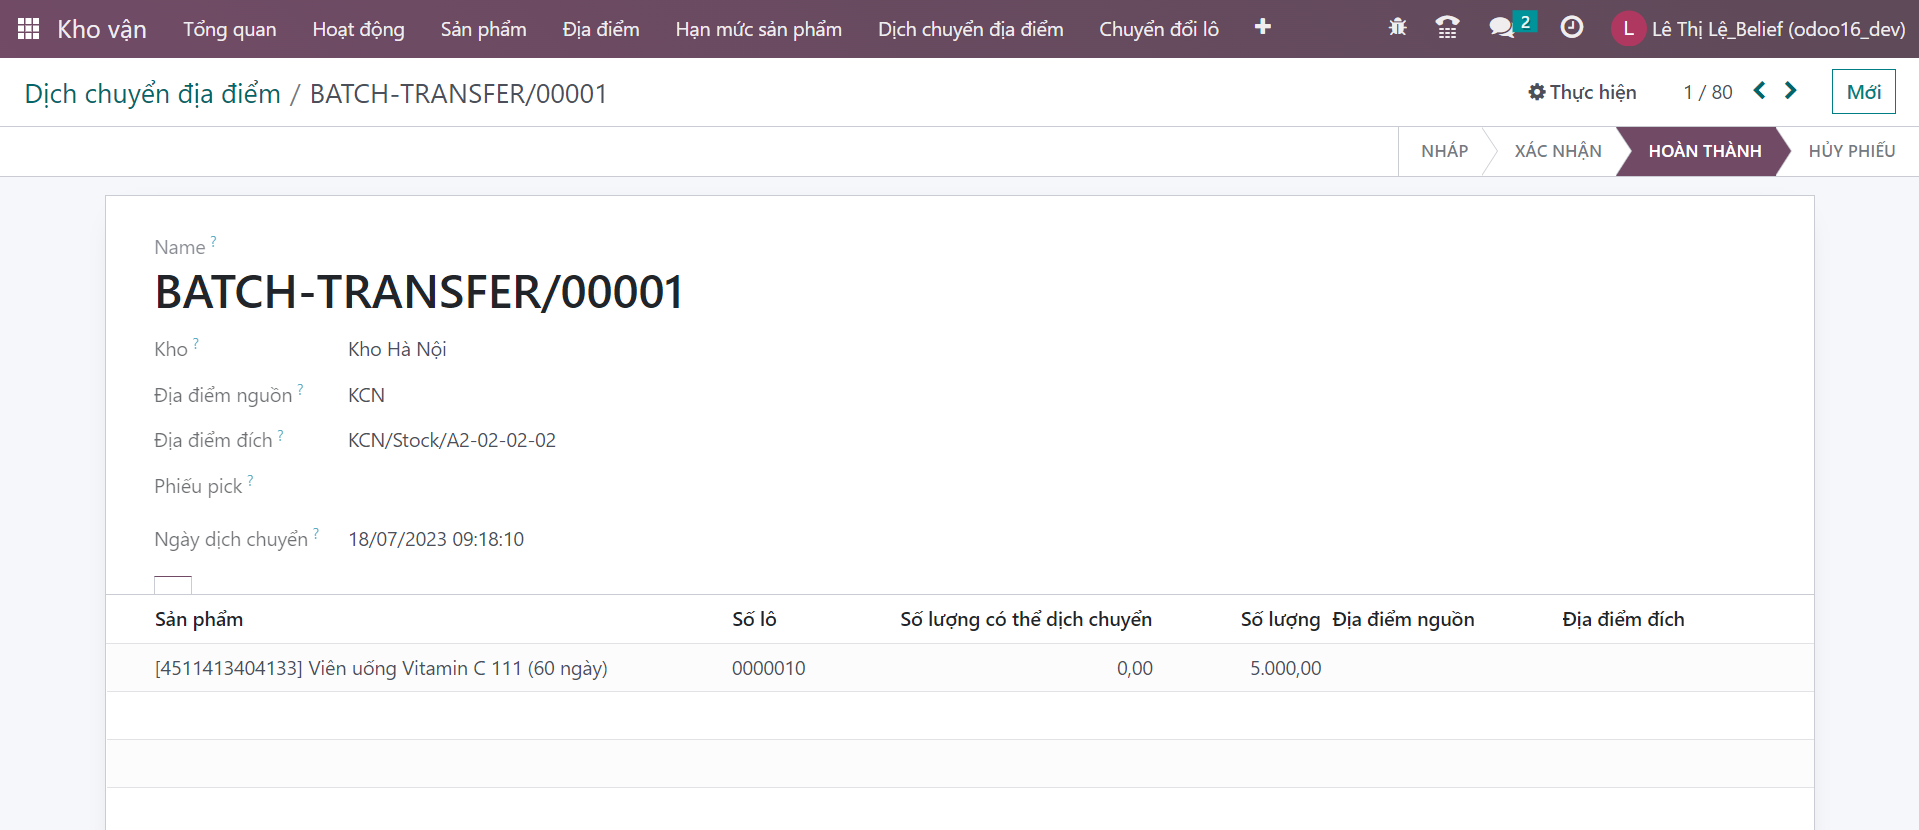 Kho vận Tổng quan Hoạt động Sản phẩm Địa điểm Hạn mức sản phẩm Dịch chuyển địa điểm Chuyển đổi lô 2 L Lê Thị Lệ_Belief (odoo16_dev)
Dịch chuyển địa điểm / BATCH-TRANSFER/00001 Thực hiện 1 / 80 Mới
NHÁP XÁC NHẬN HOÀN THÀNH HỦY PHIẾU
Name ?
BATCH-TRANSFER/00001
Kho ? Kho Hà Nội
Địa điểm nguồn ? KCN
Địa điểm đích ? KCN/Stock/A2-02-02-02
Phiếu pick ?
Ngày dịch chuyển ? 18/07/2023 09:18:10
Sản phẩm Số lô Số lượng có thể dịch chuyển Số lượng Địa điểm nguồn Địa điểm đích
[4511413404133] Viên uống Vitamin C 111 (60 ngày) 0000010 0,00 5.000,00